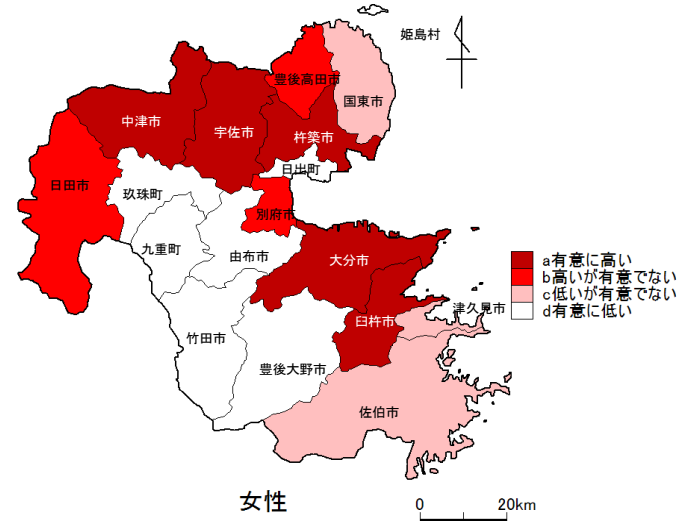 姫島村
豊後高田市
国東市
中津市
宇佐市
杵築市
日出町
日田市
玖珠町
別府市
九重町
由布市
大分市
a有意に高い
b高いが有意でない
c低いが有意でない
d有意に低い
津久見市
臼杵市
竹田市
豊後大野市
佐伯市
女性
0 20km